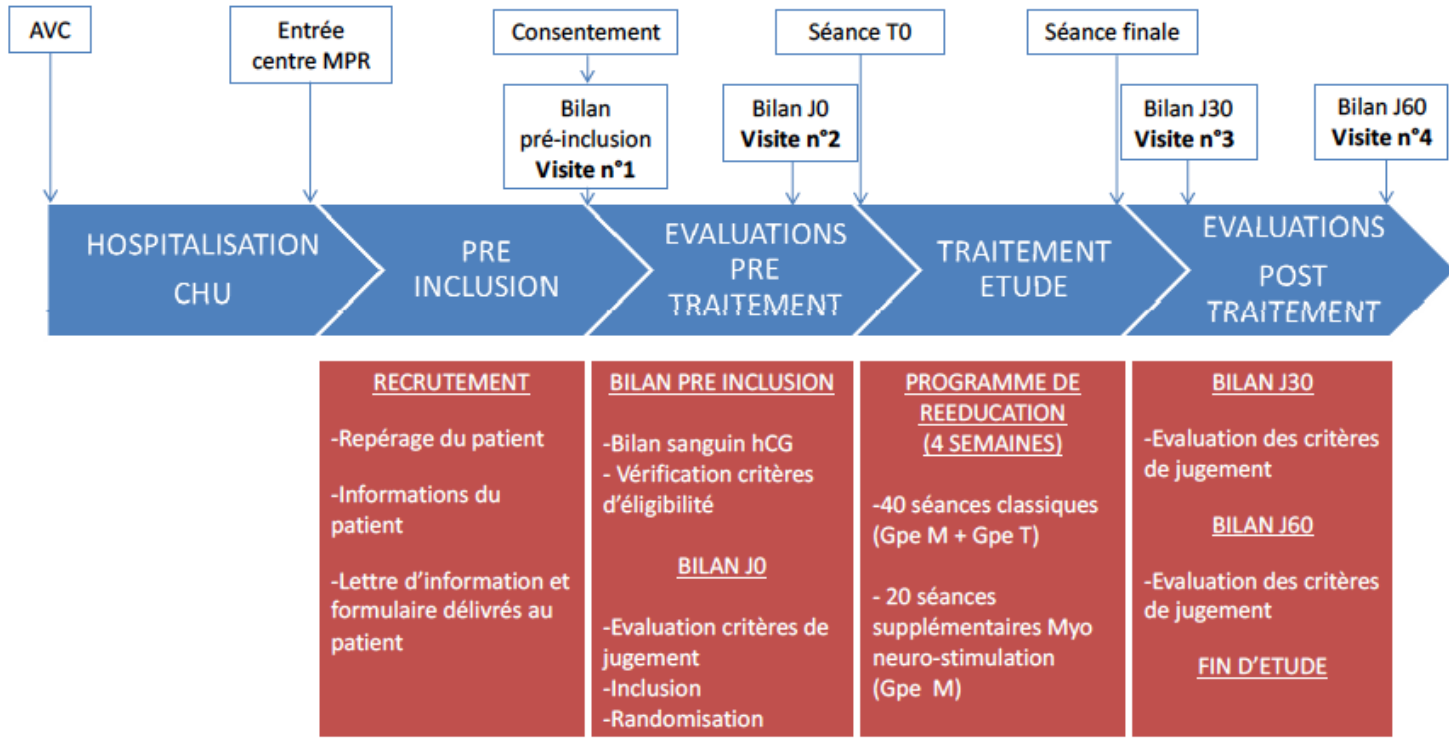 AVC
Entrée
centre MPR
Consentement
Séance T0
Séance finale
Bilan
pré-inclusion
Visite n°1
Bilan J0
Visite n°2
Bilan J30
Visite n°3
Bilan J60
Visite n°4
HOSPITALISATION
CHU
PRE
INCLUSION
EVALUATIONS
PRE
TRAITEMENT
TRAITEMENT
ETUDE
EVALUATIONS
POST
TRAITEMENT
RECRUTEMENT
-Repérage du patient
-Informations du
patient
-Lettre d'information et
formulaire délivrés au
patient
BILAN PRE INCLUSION
-Bilan sanguin hCG
- Vérification critères
d'éligibilité
BILAN J0
-Evaluation critères de
jugement
-Inclusion
-Randomisation
PROGRAMME DE
REEDUCATION
(4 SEMAINES)
-40 séances classiques
(Gpe M + Gpe T)
- 20 séances
supplémentaires Myo
neuro-stimulation
(Gpe M)
BILAN J30
-Evaluation des critères
de jugement
BILAN J60
-Evaluation des critères
de jugement
FIN D'ETUDE